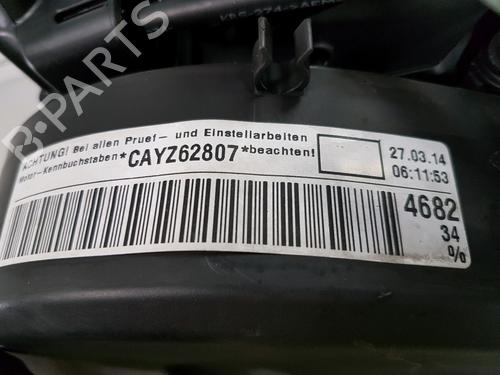 ACHTUNG! Bei allen Pruef- und Einstellarbeiten
Motor-Kennbuchstaben *CAYZ62807* beachten!
27.03.14
06:11:53
4682
34
%
B-PARTS